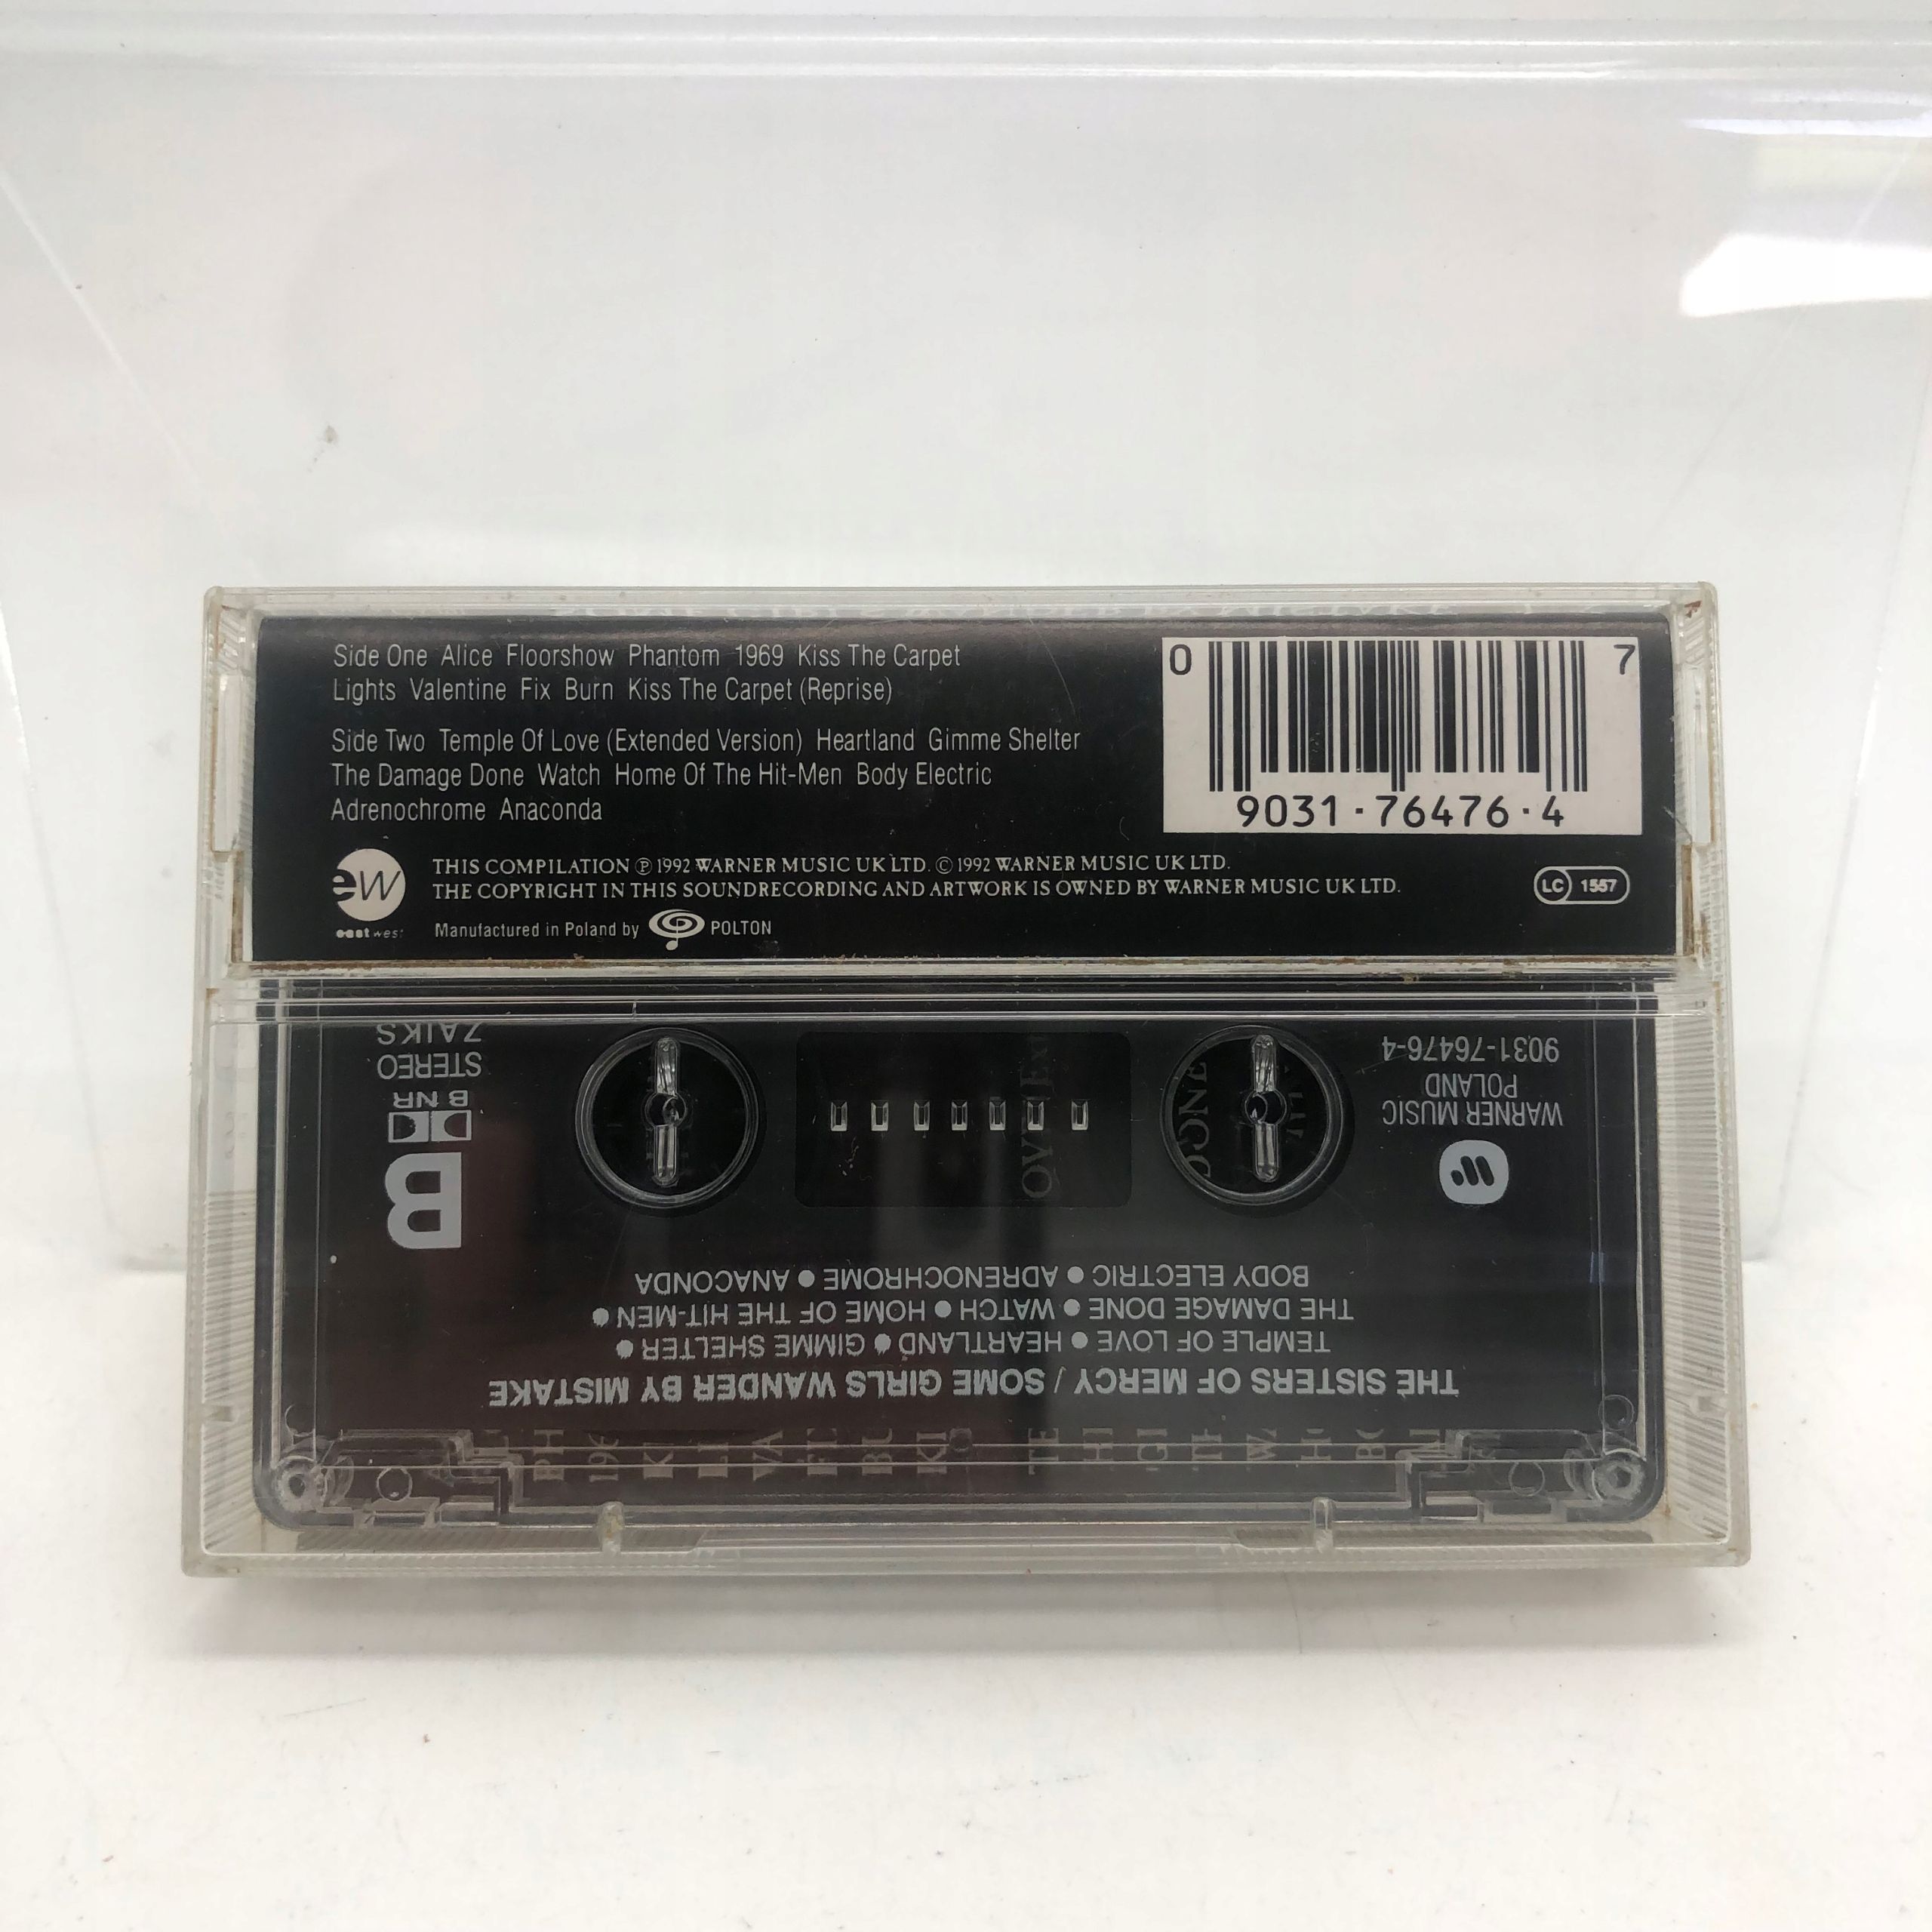 Side One Alice Floorshow Phantom 1969 Kiss The Carpet
Lights Valentine Fix Burn Kiss The Carpet (Reprise)
Side Two Temple Of Love (Extended Version) Heartland Gimme Shelter
The Damage Done Watch Home Of The Hit-Men Body Electric
Adrenochrome Anaconda
0 7
9031·76476·4
ew
east west
THIS COMPILATION Ⓟ 1992 WARNER MUSIC UK LTD. © 1992 WARNER MUSIC UK LTD.
THE COPYRIGHT IN THIS SOUNDRECORDING AND ARTWORK IS OWNED BY WARNER MUSIC UK LTD.
LC 1557
Manufactured in Poland by POLTON
THE SISTERS OF MERCY / SOME GIRLS WANDER BY MISTAKE
TEMPLE OF LOVE ● HEARTLAND ● GIMME SHELTER ●
THE DAMAGE DONE ● WATCH ● HOME OF THE HIT-MEN ●
BODY ELECTRIC ● ADRENOCHROME ● ANACONDA
B
B NR
STEREO
ZAIKS
WARNER MUSIC
POLAND
9031-76476-4
DONE